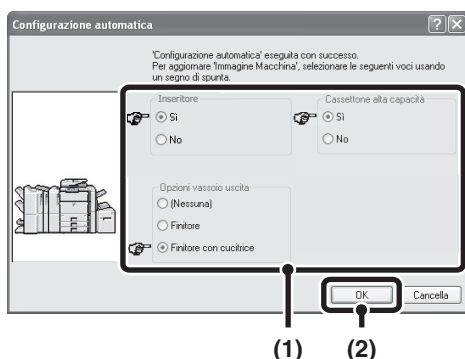 Configurazione automatica
'Configurazione automatica' eseguita con successo.
Per aggiornare 'Immagine Macchina', selezionare le seguenti voci usando
un segno di spunta.
Inseritore
Sì
No
Cassettone alta capacità
Sì
No
Opzioni vassoio uscita
(Nessuna)
Finitore
Finitore con cucitrice
OK
Cancella
(1)
(2)